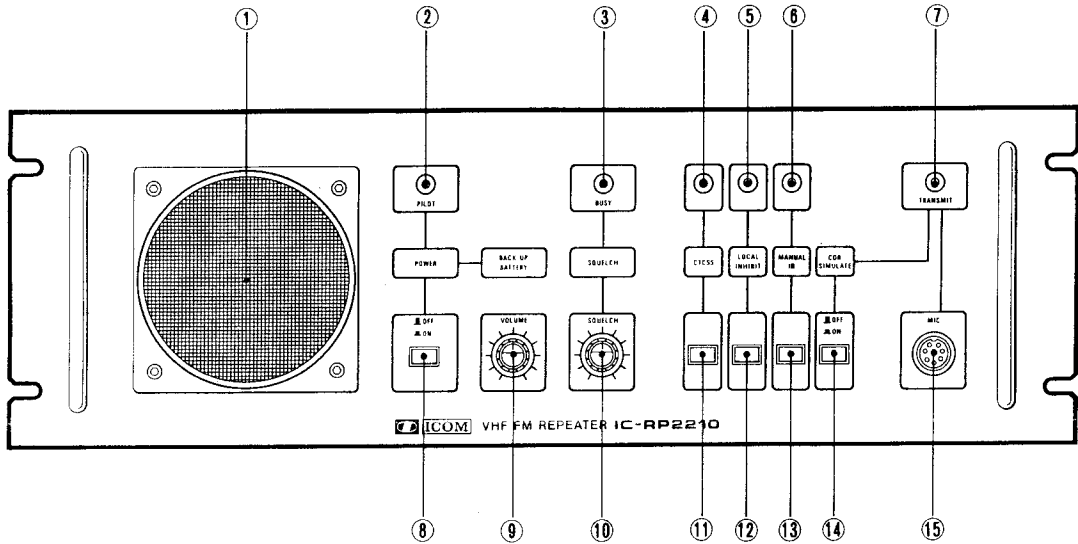 ① ② ③ ④ ⑤ ⑥ ⑦
PILOT
BUSY
TRANSMIT
POWER
BACK UP
BATTERY
SQUELCH
CTCSS
LOCAL
INHIBIT
MANUAL
ID
COR
SIMULATE
OFF
ON
VOLUME
SQUELCH
OFF
ON
MIC
ICOM VHF FM REPEATER IC-RP2210
⑧ ⑨ ⑩ ⑪ ⑫ ⑬ ⑭ ⑮